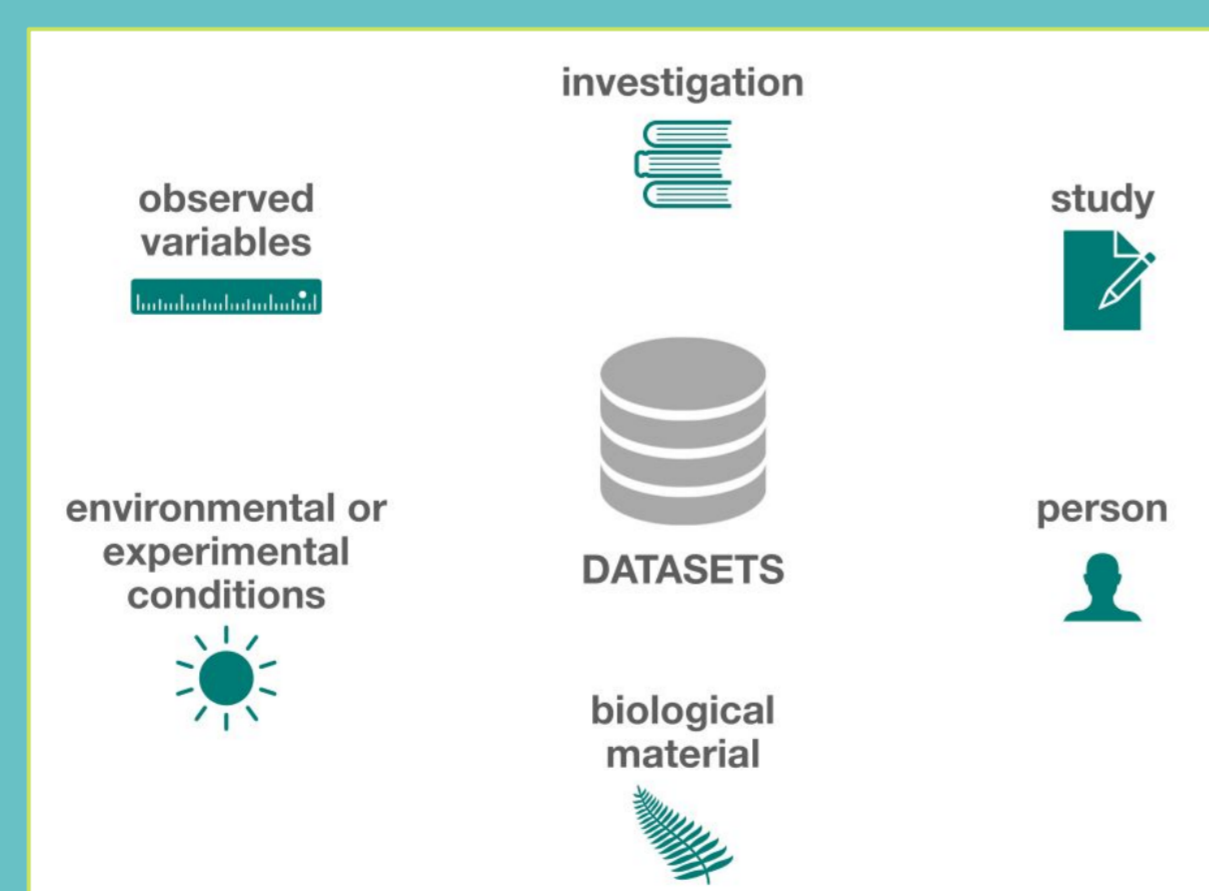 investigation
observed
variables
study
environmental or
experimental
conditions
DATASETS
person
biological
material